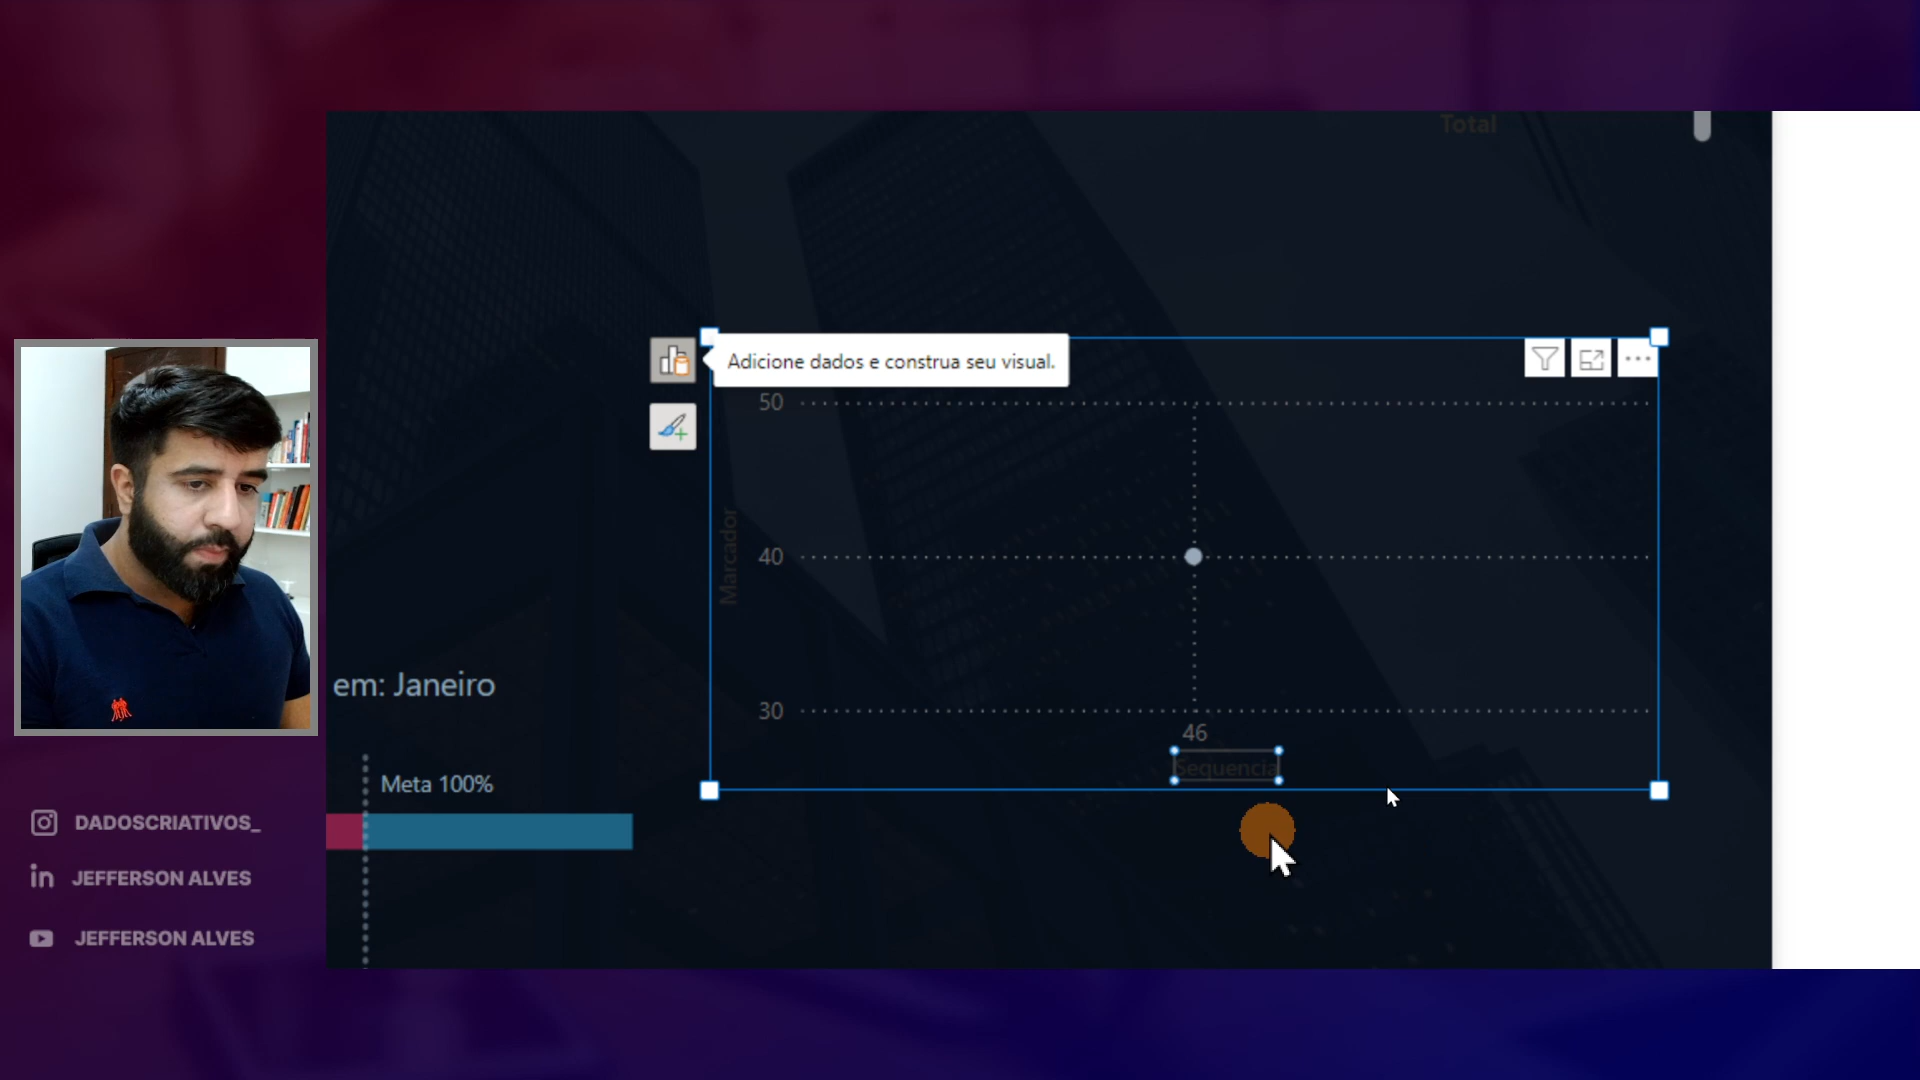 Total
Adicione dados e construa seu visual.
50
Marcador
40
em: Janeiro
30
46
Sequencia
Meta 100%
DADOSCRIATIVOS_
in JEFFERSON ALVES
JEFFERSON ALVES